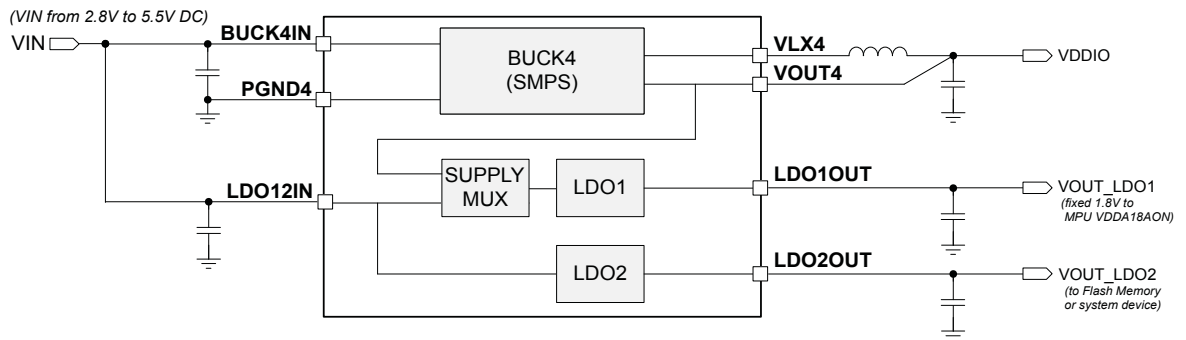 (VIN from 2.8V to 5.5V DC)
VIN
BUCK4IN
PGND4
BUCK4
(SMPS)
VLX4
VOUT4
VDDIO
LDO12IN
SUPPLY
MUX
LDO1
LDO1OUT
VOUT_LDO1
(fixed 1.8V to
MPU VDDA18AON)
LDO2
LDO2OUT
VOUT_LDO2
(to Flash Memory
or system device)